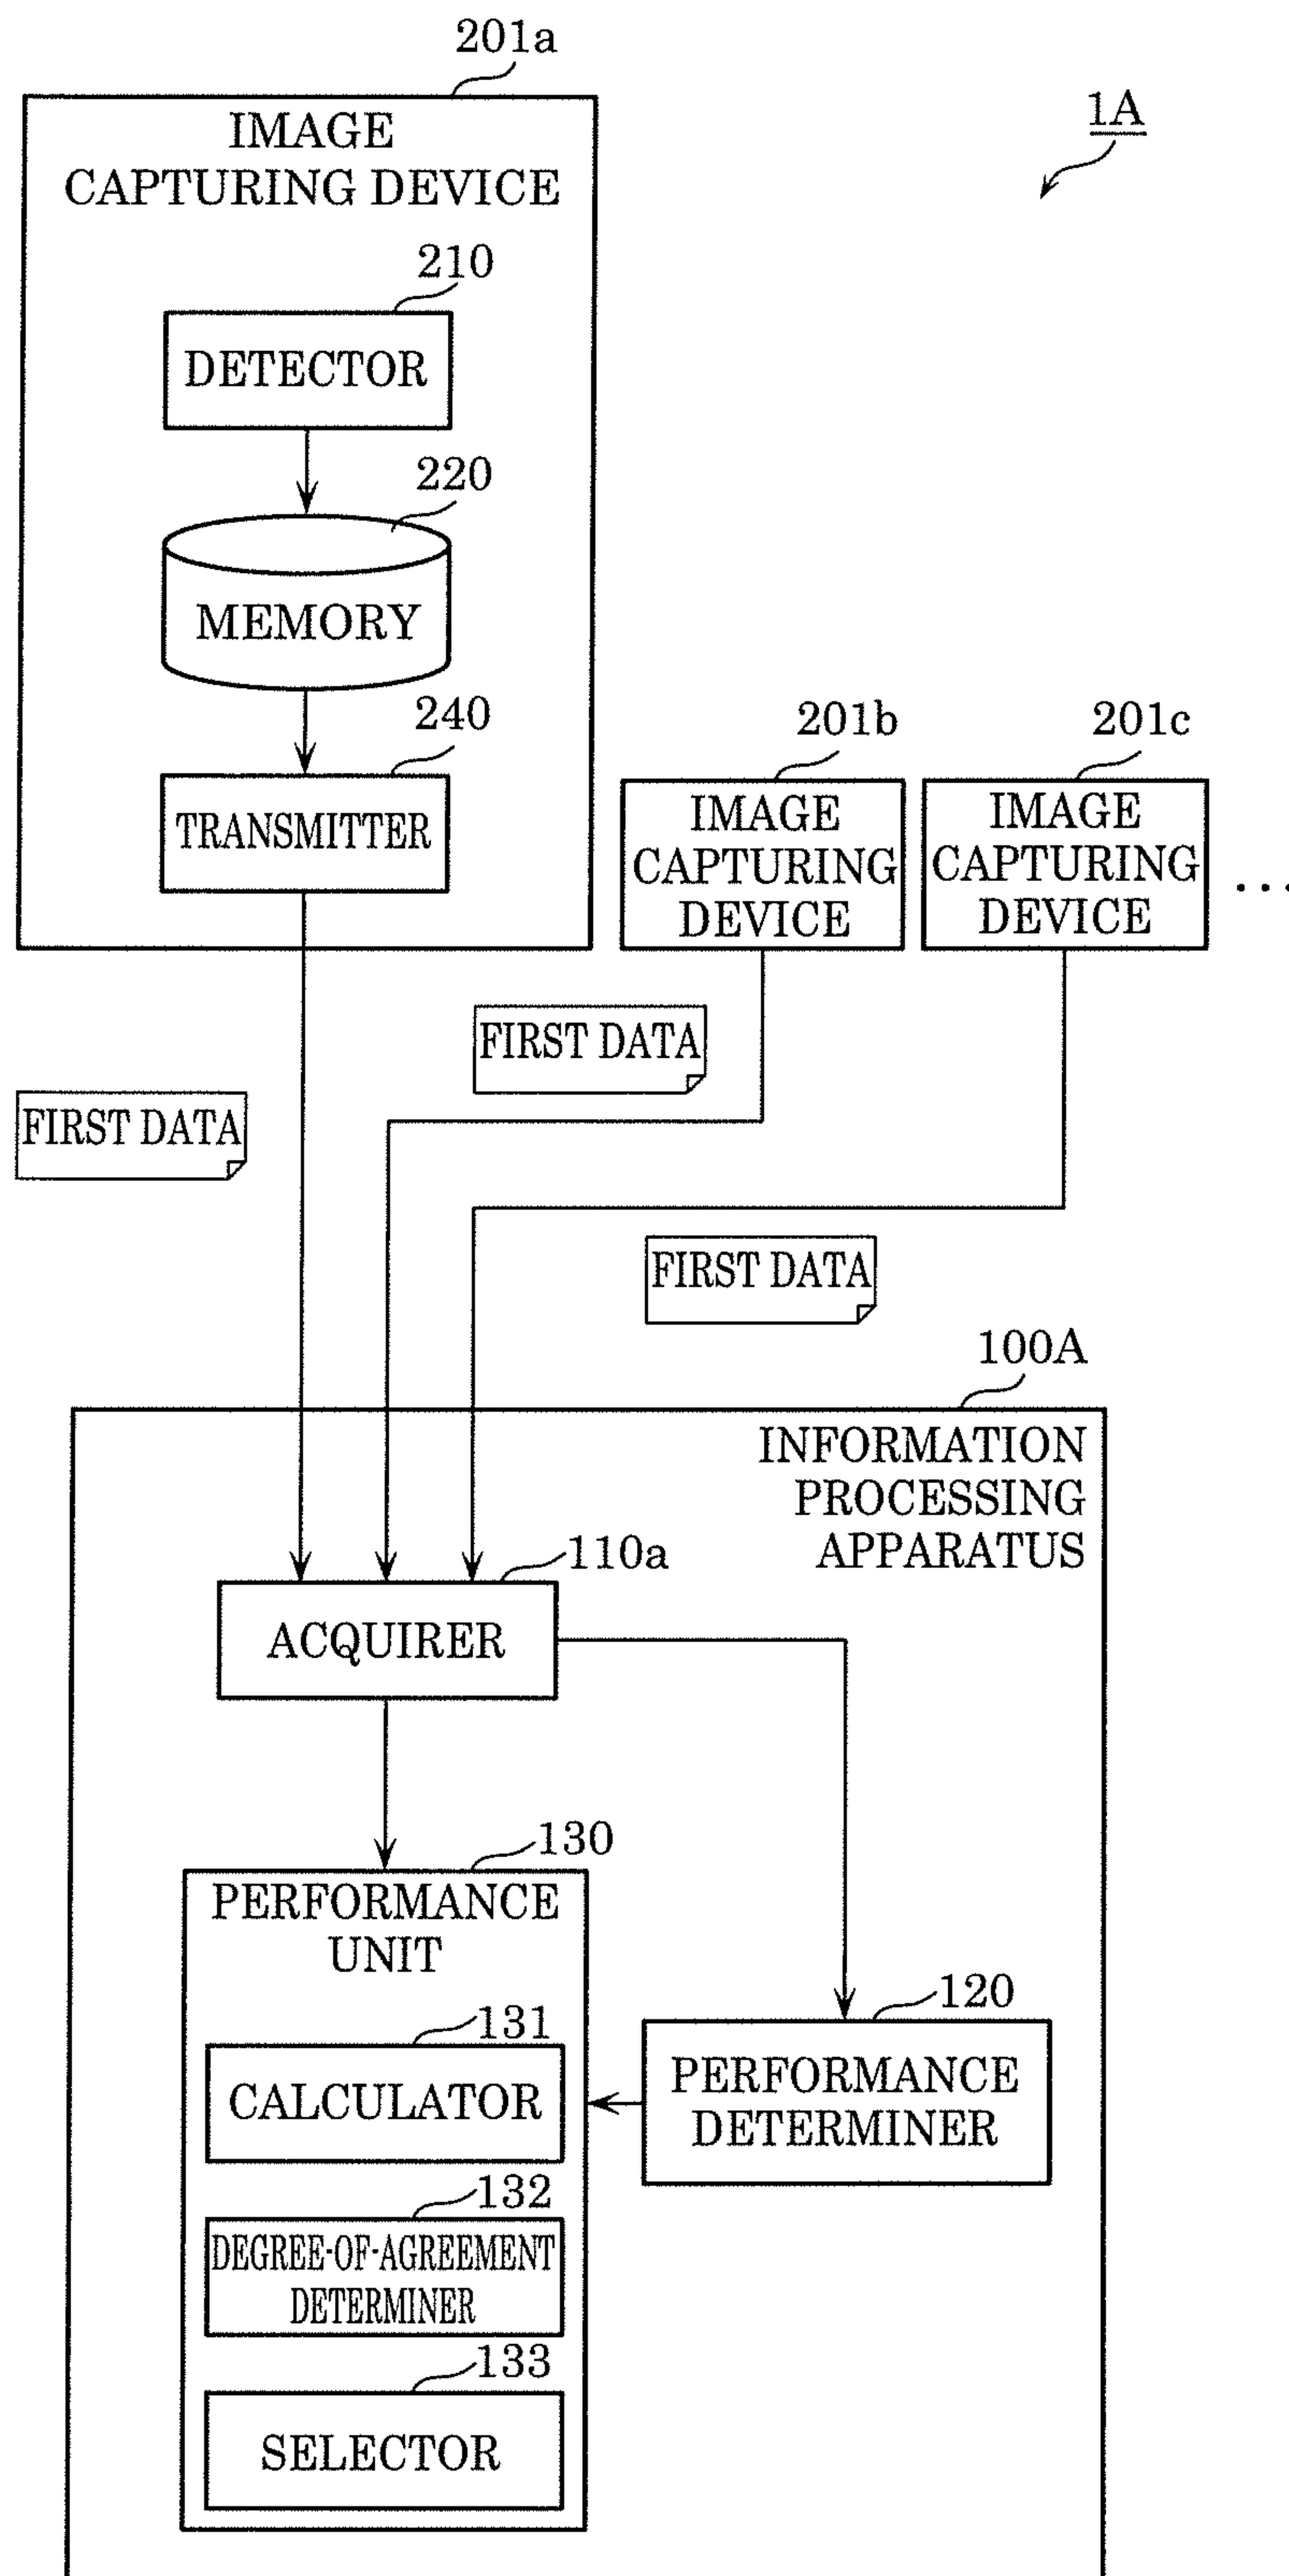 201a
1A
IMAGE
CAPTURING DEVICE
210
DETECTOR
220
MEMORY
240
TRANSMITTER
201b
IMAGE
CAPTURING
DEVICE
201c
IMAGE
CAPTURING
DEVICE
...
FIRST DATA
FIRST DATA
FIRST DATA
100A
INFORMATION
PROCESSING
APPARATUS
110a
ACQUIRER
130
PERFORMANCE
UNIT
131
CALCULATOR
120
PERFORMANCE
DETERMINER
132
DEGREE-OF-AGREEMENT
DETERMINER
133
SELECTOR